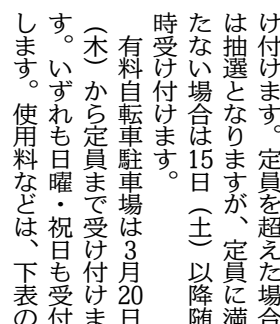 け付けます。定員を超えた場合
は抽選となりますが、定員に満
たない場合は15日（土）以降随
時受け付けます。
有料自転車駐車場は3月20日
（木）から定員まで受け付けま
す。いずれも日曜・祝日も受付
します。使用料などは、下表の